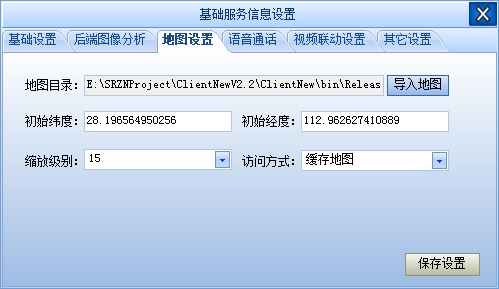 基础服务信息设置
基础设置 后端图像分析 地图设置 语音通话 视频联动设置 其它设置
地图目录： E:\SRZNProject\ClientNewV2.2\ClientNew\bin\Releas 导入地图
初始纬度： 28.196564950256 初始经度： 112.962627410889
缩放级别： 15 访问方式： 缓存地图
保存设置